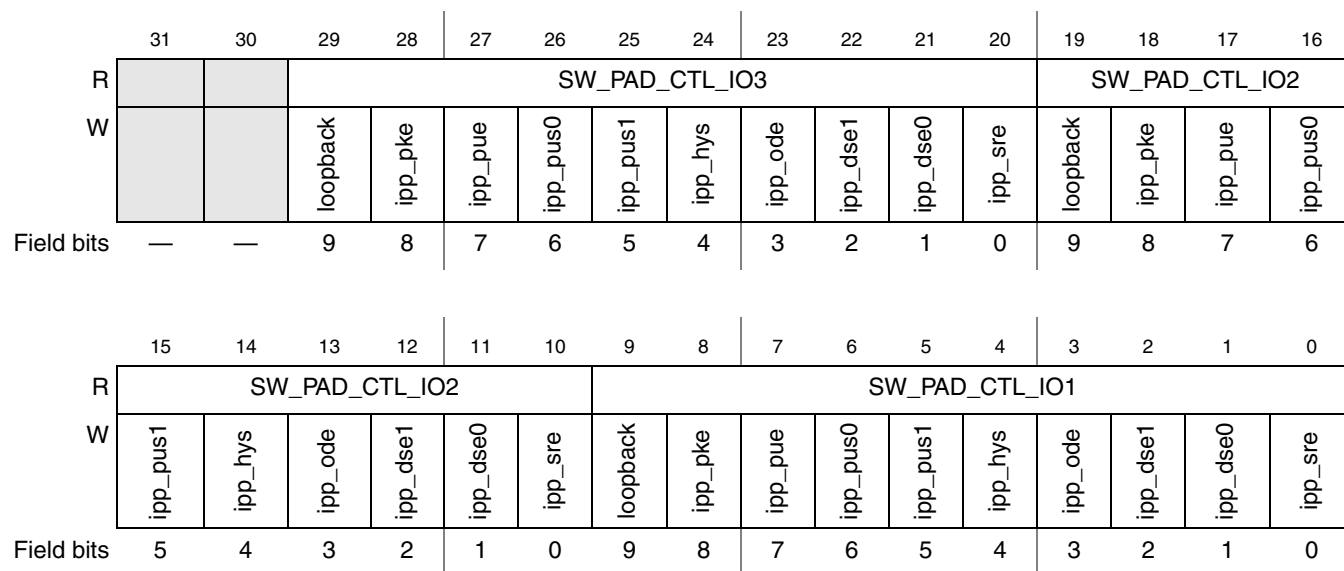 31 30 29 28 27 26 25 24 23 22 21 20 19 18 17 16
R SW_PAD_CTL_IO3 SW_PAD_CTL_IO2
W loopback ipp_pke ipp_pue ipp_pus0 ipp_pus1 ipp_hys ipp_ode ipp_dse1 ipp_dse0 ipp_sre loopback ipp_pke ipp_pue ipp_pus0
Field bits — — 9 8 7 6 5 4 3 2 1 0 9 8 7 6
15 14 13 12 11 10 9 8 7 6 5 4 3 2 1 0
R SW_PAD_CTL_IO2 SW_PAD_CTL_IO1
W ipp_pus1 ipp_hys ipp_ode ipp_dse1 ipp_dse0 ipp_sre loopback ipp_pke ipp_pue ipp_pus0 ipp_pus1 ipp_hys ipp_ode ipp_dse1 ipp_dse0 ipp_sre
Field bits 5 4 3 2 1 0 9 8 7 6 5 4 3 2 1 0